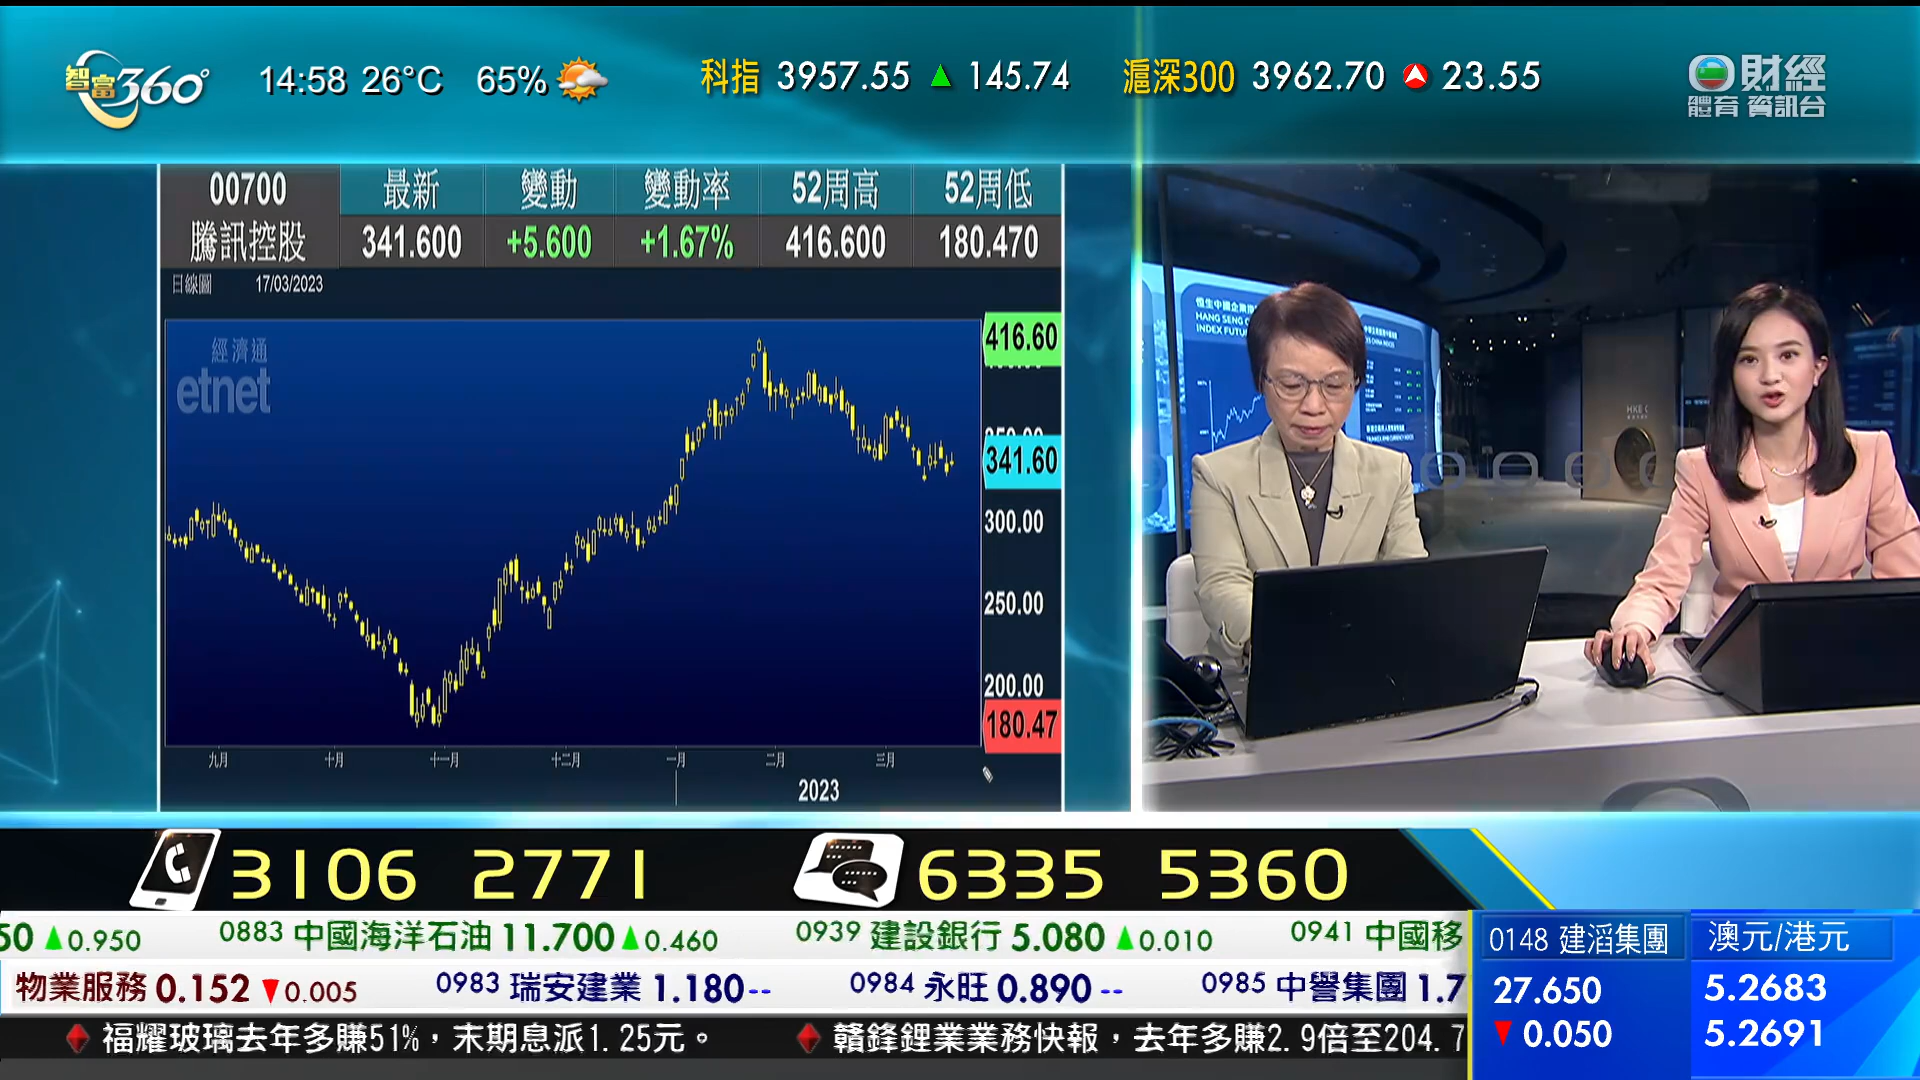 智富360°
14:58 26°C 65%
科指 3957.55 ▲ 145.74
滬深300 3962.70 ▲ 23.55
財經
體育 資訊台
00700 最新 變動 變動率 52周高 52周低
騰訊控股 341.600 +5.600 +1.67% 416.600 180.470
日線圖 17/03/2023
經濟通
etnet
416.60
341.60
300.00
250.00
200.00
180.47
九月 十月 十一月 十二月 一月 二月 三月
2023
HANG SENG
INDEX FUTU
3106 2771
6335 5360
50 ▲0.950 0883 中國海洋石油 11.700 ▲0.460 0939 建設銀行 5.080 ▲0.010 0941 中國移
物業服務 0.152 ▼0.005 0983 瑞安建業 1.180-- 0984 永旺 0.890 -- 0985 中譽集團 1.7
福耀玻璃去年多賺51%，末期息派1.25元。 贛鋒鋰業業務快報，去年多賺2.9倍至204.7
0148 建滔集團
27.650
▼ 0.050
澳元/港元
5.2683
5.2691